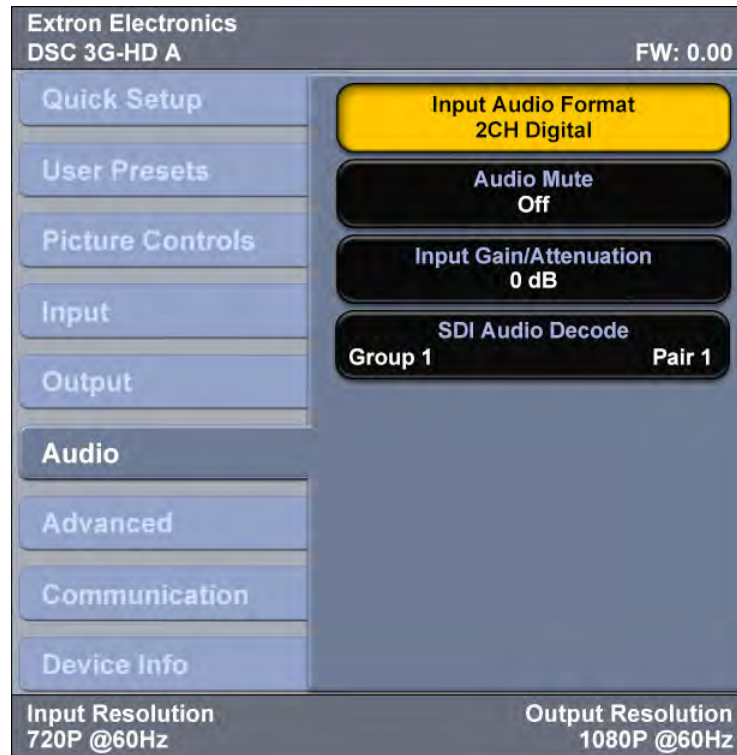 Extron Electronics
DSC 3G-HD A FW: 0.00
Quick Setup
User Presets
Picture Controls
Input
Output
Audio
Advanced
Communication
Device Info
Input Audio Format
2CH Digital
Audio Mute
Off
Input Gain/Attenuation
0 dB
SDI Audio Decode
Group 1 Pair 1
Input Resolution
720P @60Hz
Output Resolution
1080P @60Hz